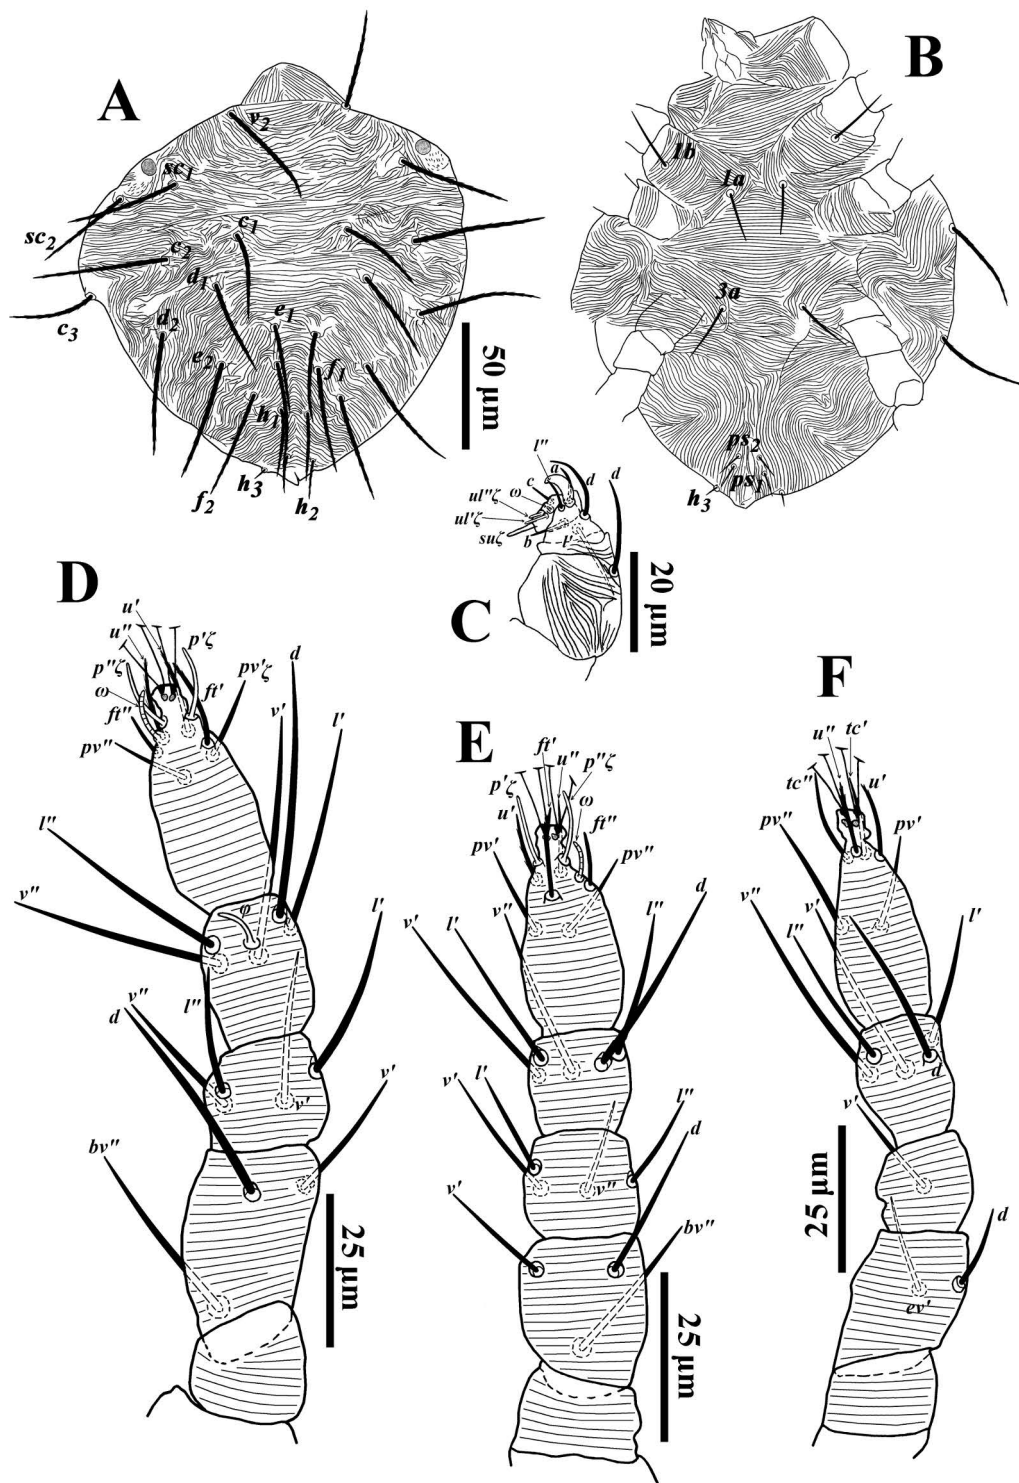 A
v2
sc1
sc2
c1
c2
d1
c3
d2
e1
e2
f1
h1
f2
h3
h2
50 μm
B
1b
1a
3a
ps2
ps1
h3
C
l''
a
d
d
c
ω
ul''ζ
ul'ζ
suζ
b
l'
20 μm
D
u'
u''
p'ζ
p''ζ
ω
ft'
pv'ζ
ft''
pv''
d
v'
l'
l''
v''
φ
l'
l''
v''
d
v'
v'
bv''
25 μm
E
ft'
u''
p''ζ
p'ζ
ω
u'
ft''
pv'
pv''
v''
d
l''
v'
l'
v'
l'
l''
d
v''
v'
bv''
25 μm
F
u''
tc'
tc''
u'
pv''
pv'
v''
v'
l''
l'
d
v'
d
ev'
25 μm